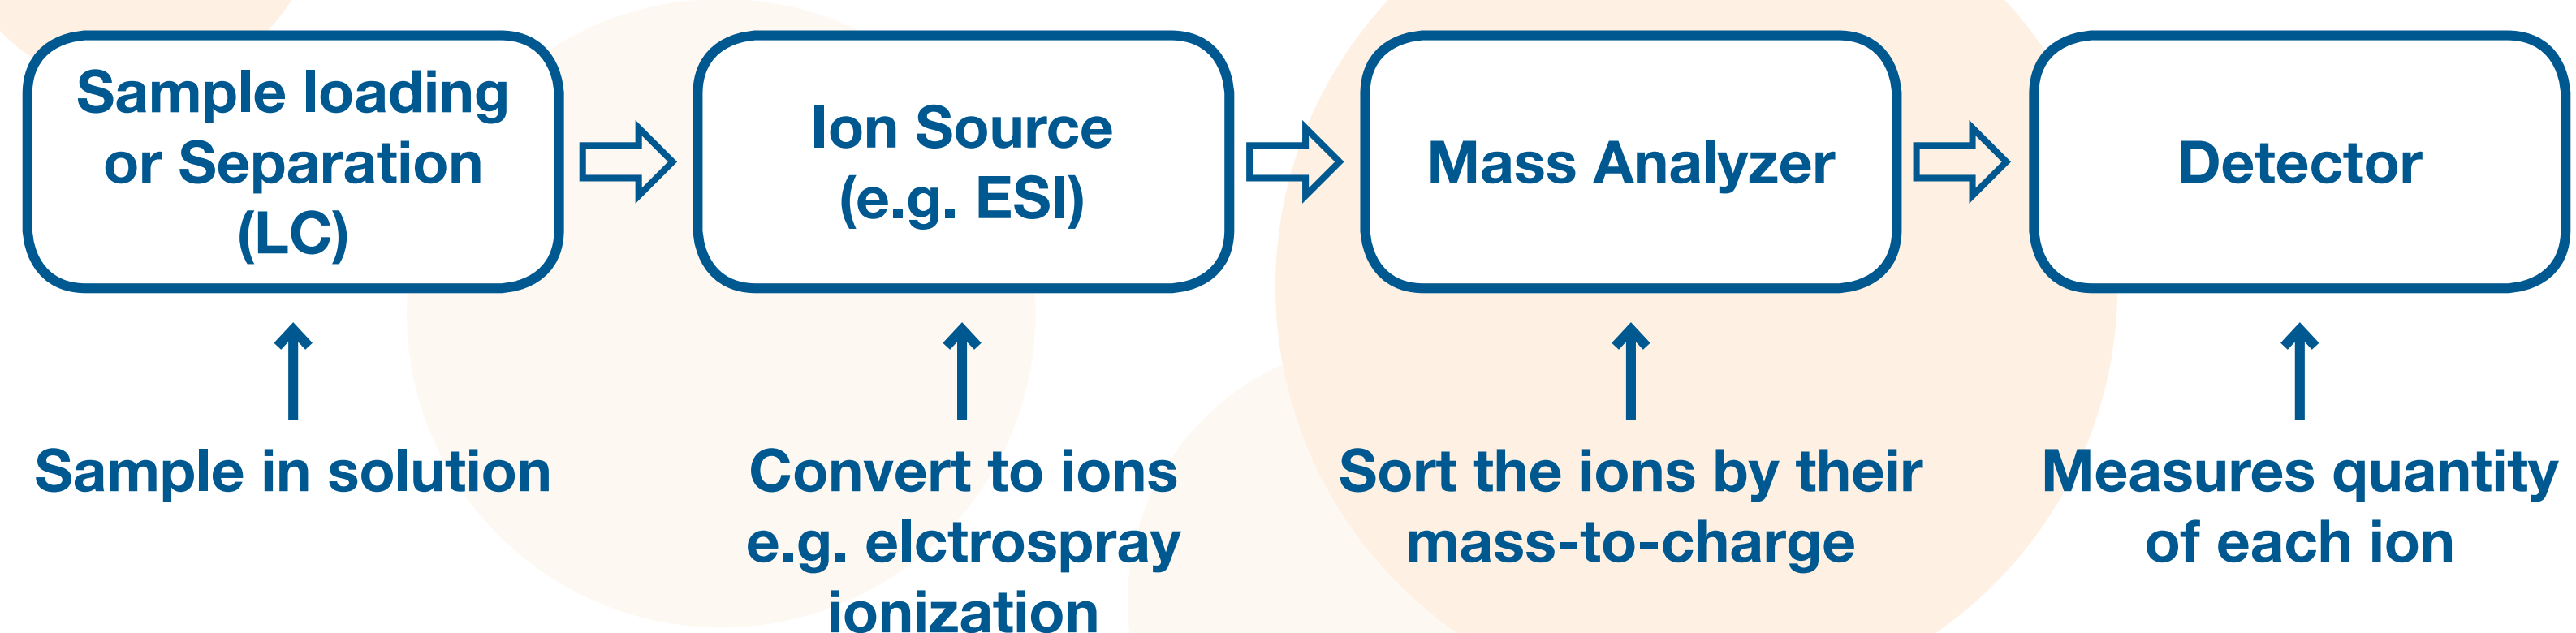 Sample loading
or Separation
(LC)
Ion Source
(e.g. ESI)
Mass Analyzer
Detector
Sample in solution
Convert to ions
e.g. elctrospray
ionization
Sort the ions by their
mass-to-charge
Measures quantity
of each ion